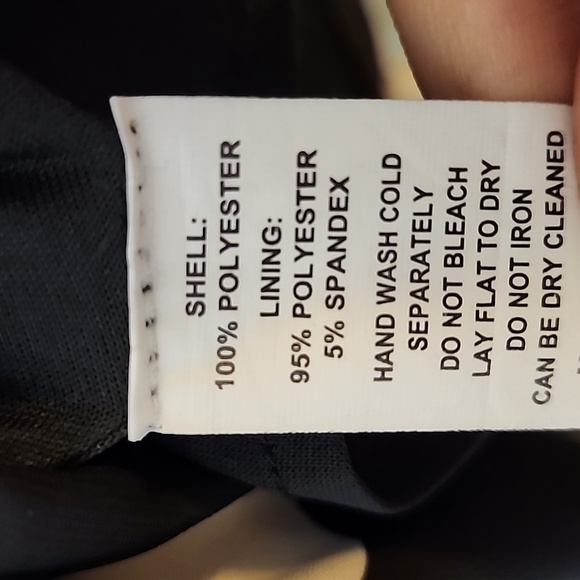 SHELL:
100% POLYESTER
LINING:
95% POLYESTER
5% SPANDEX
HAND WASH COLD
SEPARATELY
DO NOT BLEACH
LAY FLAT TO DRY
DO NOT IRON
CAN BE DRY CLEANED